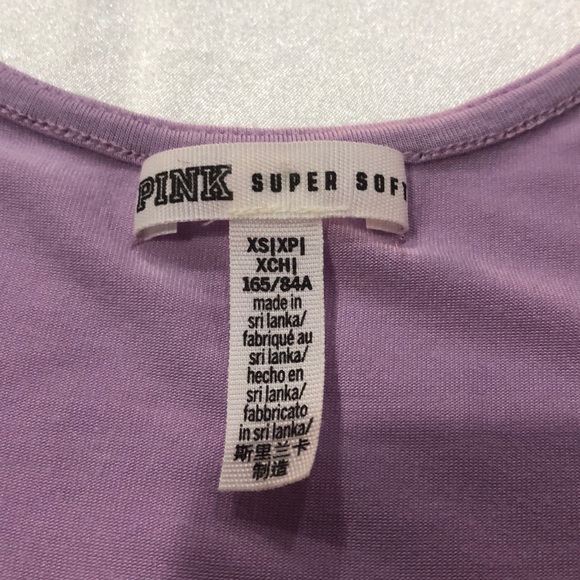 PINK SUPER SOFT
XS|XP|
XCH|
165/84A
made in
sri lanka/
fabriqué au
sri lanka/
hecho en
sri lanka/
fabbricato
in sri lanka/
斯里兰卡
制造